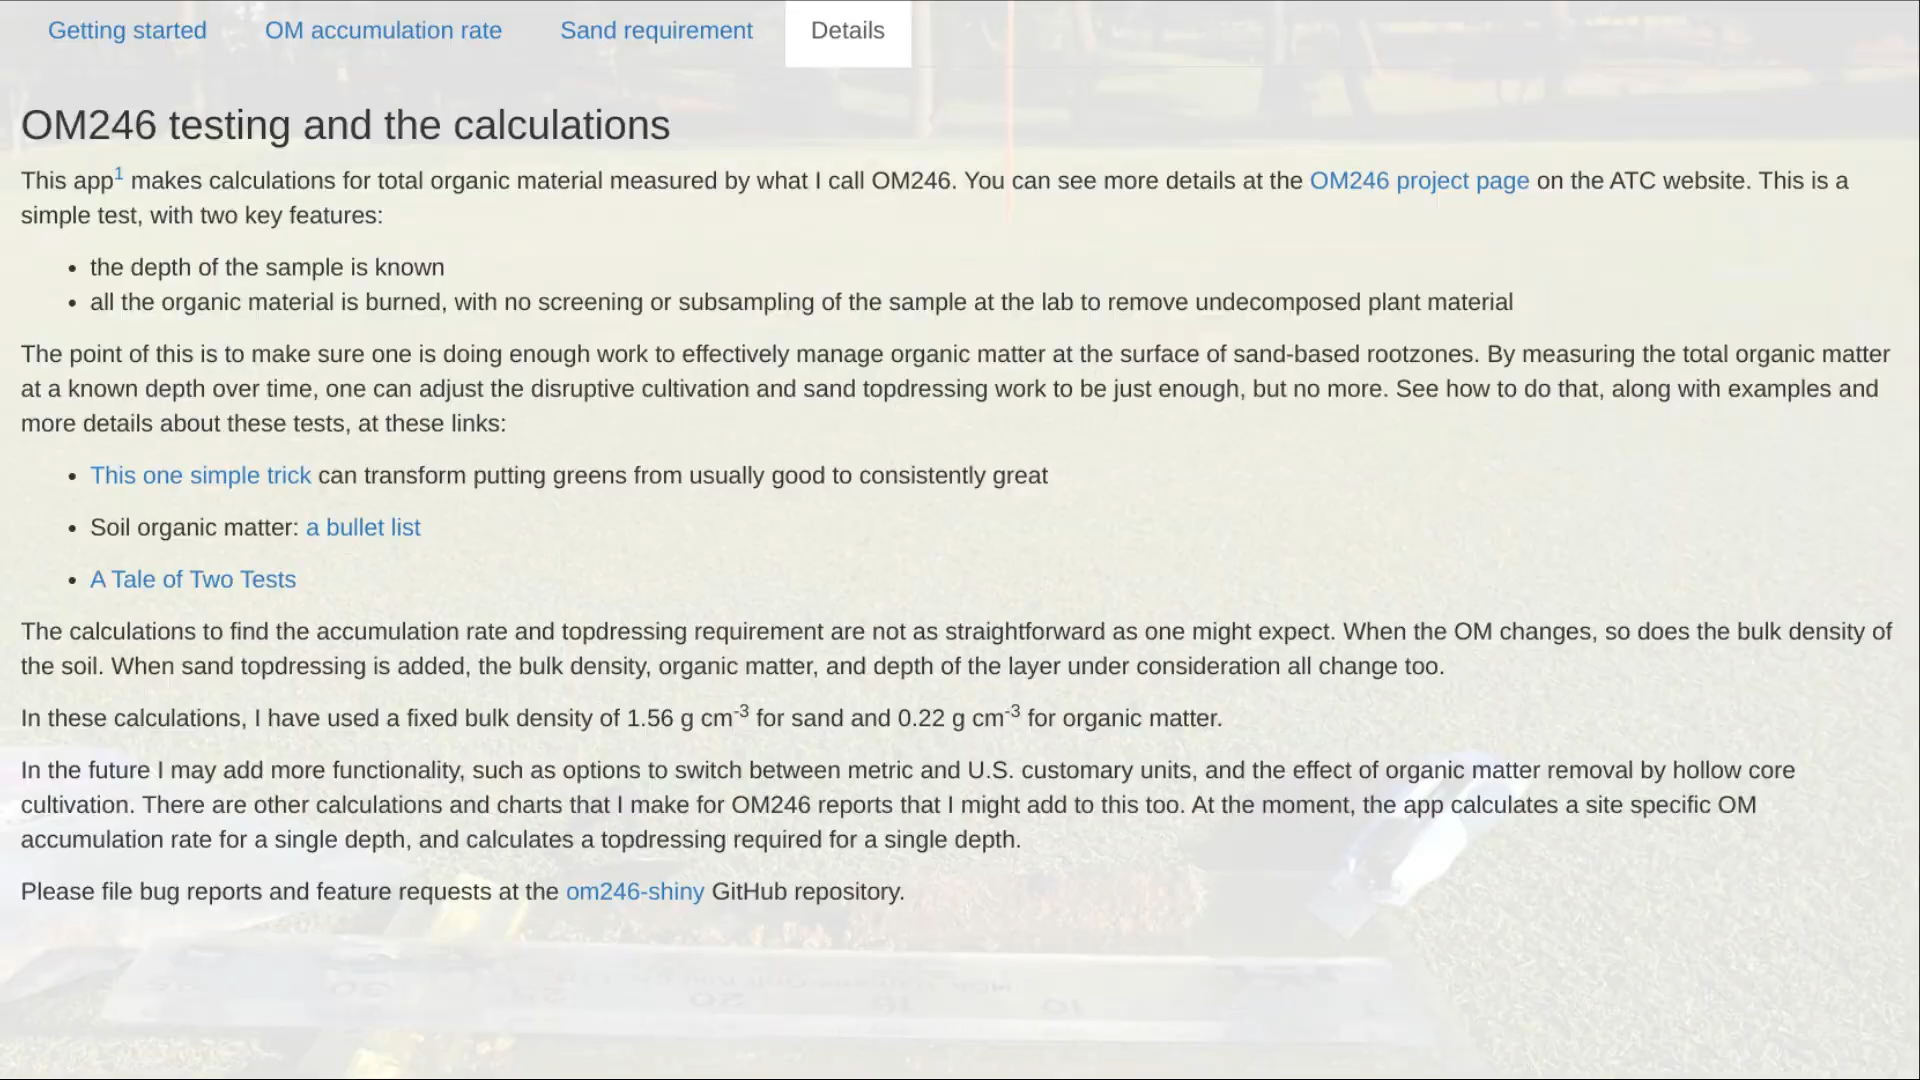 Getting started OM accumulation rate Sand requirement Details
OM246 testing and the calculations
This app1 makes calculations for total organic material measured by what I call OM246. You can see more details at the OM246 project page on the ATC website. This is a
simple test, with two key features:
• the depth of the sample is known
• all the organic material is burned, with no screening or subsampling of the sample at the lab to remove undecomposed plant material
The point of this is to make sure one is doing enough work to effectively manage organic matter at the surface of sand-based rootzones. By measuring the total organic matter
at a known depth over time, one can adjust the disruptive cultivation and sand topdressing work to be just enough, but no more. See how to do that, along with examples and
more details about these tests, at these links:
• This one simple trick can transform putting greens from usually good to consistently great
• Soil organic matter: a bullet list
• A Tale of Two Tests
The calculations to find the accumulation rate and topdressing requirement are not as straightforward as one might expect. When the OM changes, so does the bulk density of
the soil. When sand topdressing is added, the bulk density, organic matter, and depth of the layer under consideration all change too.
In these calculations, I have used a fixed bulk density of 1.56 g cm-3 for sand and 0.22 g cm-3 for organic matter.
In the future I may add more functionality, such as options to switch between metric and U.S. customary units, and the effect of organic matter removal by hollow core
cultivation. There are other calculations and charts that I make for OM246 reports that I might add to this too. At the moment, the app calculates a site specific OM
accumulation rate for a single depth, and calculates a topdressing required for a single depth.
Please file bug reports and feature requests at the om246-shiny GitHub repository.